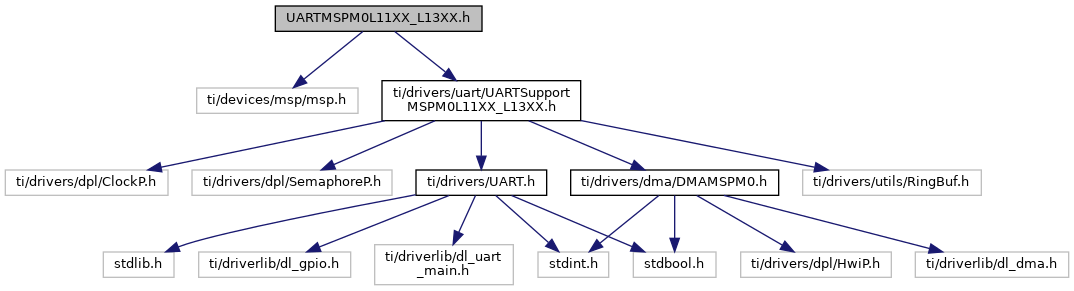 UARTMSPM0L11XX_L13XX.h
ti/devices/msp/msp.h
ti/drivers/uart/UARTSupport
MSPM0L11XX_L13XX.h
ti/drivers/dpl/ClockP.h
ti/drivers/dpl/SemaphoreP.h
ti/drivers/UART.h
ti/drivers/dma/DMAMSPM0.h
ti/drivers/utils/RingBuf.h
stdlib.h
ti/driverlib/dl_gpio.h
ti/driverlib/dl_uart
_main.h
stdint.h
stdbool.h
ti/drivers/dpl/HwiP.h
ti/driverlib/dl_dma.h